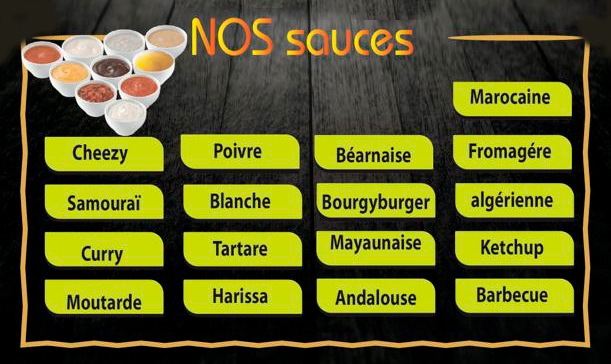 NOS sauces
Marocaine
Cheezy
Poivre
Béarnaise
Fromagére
Samouraï
Blanche
Bourgyburger
algérienne
Curry
Tartare
Mayaunaise
Ketchup
Moutarde
Harissa
Andalouse
Barbecue